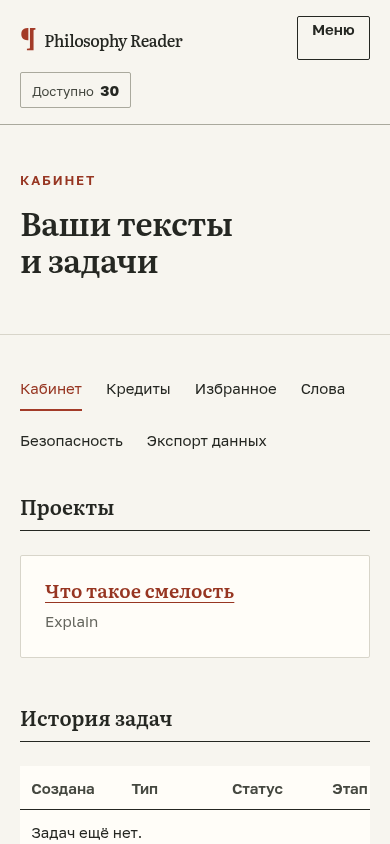 ¶ Philosophy Reader
Меню
Доступно 30
КАБИНЕТ
Ваши тексты
и задачи
Кабинет Кредиты Избранное Слова
Безопасность Экспорт данных
Проекты
Что такое смелость
Explain
История задач
Создана Тип Статус Этап
Задач ещё нет.